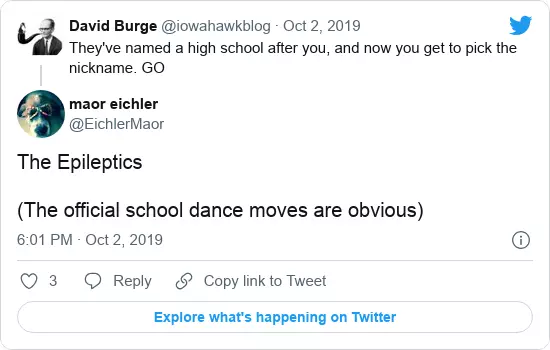 David Burge @iowahawkblog · Oct 2, 2019
They've named a high school after you, and now you get to pick the
nickname. GO
maor eichler
@EichlerMaor
The Epileptics
(The official school dance moves are obvious)
6:01 PM · Oct 2, 2019
3 Reply Copy link to Tweet
Explore what's happening on Twitter